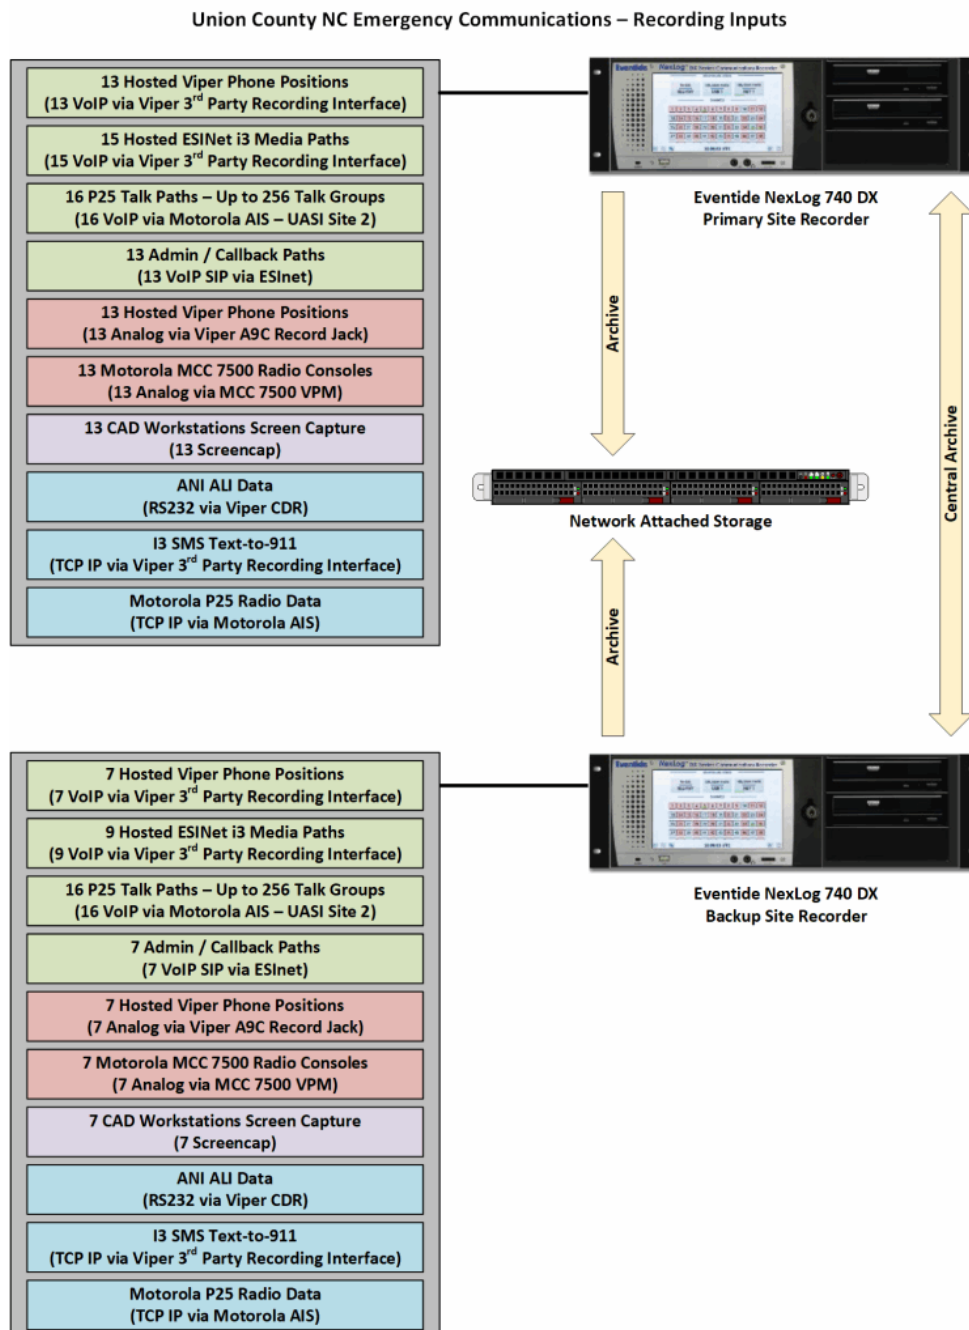 Union County NC Emergency Communications – Recording Inputs
13 Hosted Viper Phone Positions
(13 VoIP via Viper 3rd Party Recording Interface)
15 Hosted ESINet i3 Media Paths
(15 VoIP via Viper 3rd Party Recording Interface)
16 P25 Talk Paths – Up to 256 Talk Groups
(16 VoIP via Motorola AIS – UASI Site 2)
13 Admin / Callback Paths
(13 VoIP SIP via ESInet)
13 Hosted Viper Phone Positions
(13 Analog via Viper A9C Record Jack)
13 Motorola MCC 7500 Radio Consoles
(13 Analog via MCC 7500 VPM)
13 CAD Workstations Screen Capture
(13 Screencap)
ANI ALI Data
(RS232 via Viper CDR)
I3 SMS Text-to-911
(TCP IP via Viper 3rd Party Recording Interface)
Motorola P25 Radio Data
(TCP IP via Motorola AIS)
Eventide NexLog
Eventide NexLog 740 DX
Primary Site Recorder
Archive
Network Attached Storage
Central Archive
Archive
7 Hosted Viper Phone Positions
(7 VoIP via Viper 3rd Party Recording Interface)
9 Hosted ESINet i3 Media Paths
(9 VoIP via Viper 3rd Party Recording Interface)
16 P25 Talk Paths – Up to 256 Talk Groups
(16 VoIP via Motorola AIS – UASI Site 2)
7 Admin / Callback Paths
(7 VoIP SIP via ESInet)
7 Hosted Viper Phone Positions
(7 Analog via Viper A9C Record Jack)
7 Motorola MCC 7500 Radio Consoles
(7 Analog via MCC 7500 VPM)
7 CAD Workstations Screen Capture
(7 Screencap)
ANI ALI Data
(RS232 via Viper CDR)
I3 SMS Text-to-911
(TCP IP via Viper 3rd Party Recording Interface)
Motorola P25 Radio Data
(TCP IP via Motorola AIS)
Eventide NexLog
Eventide NexLog 740 DX
Backup Site Recorder